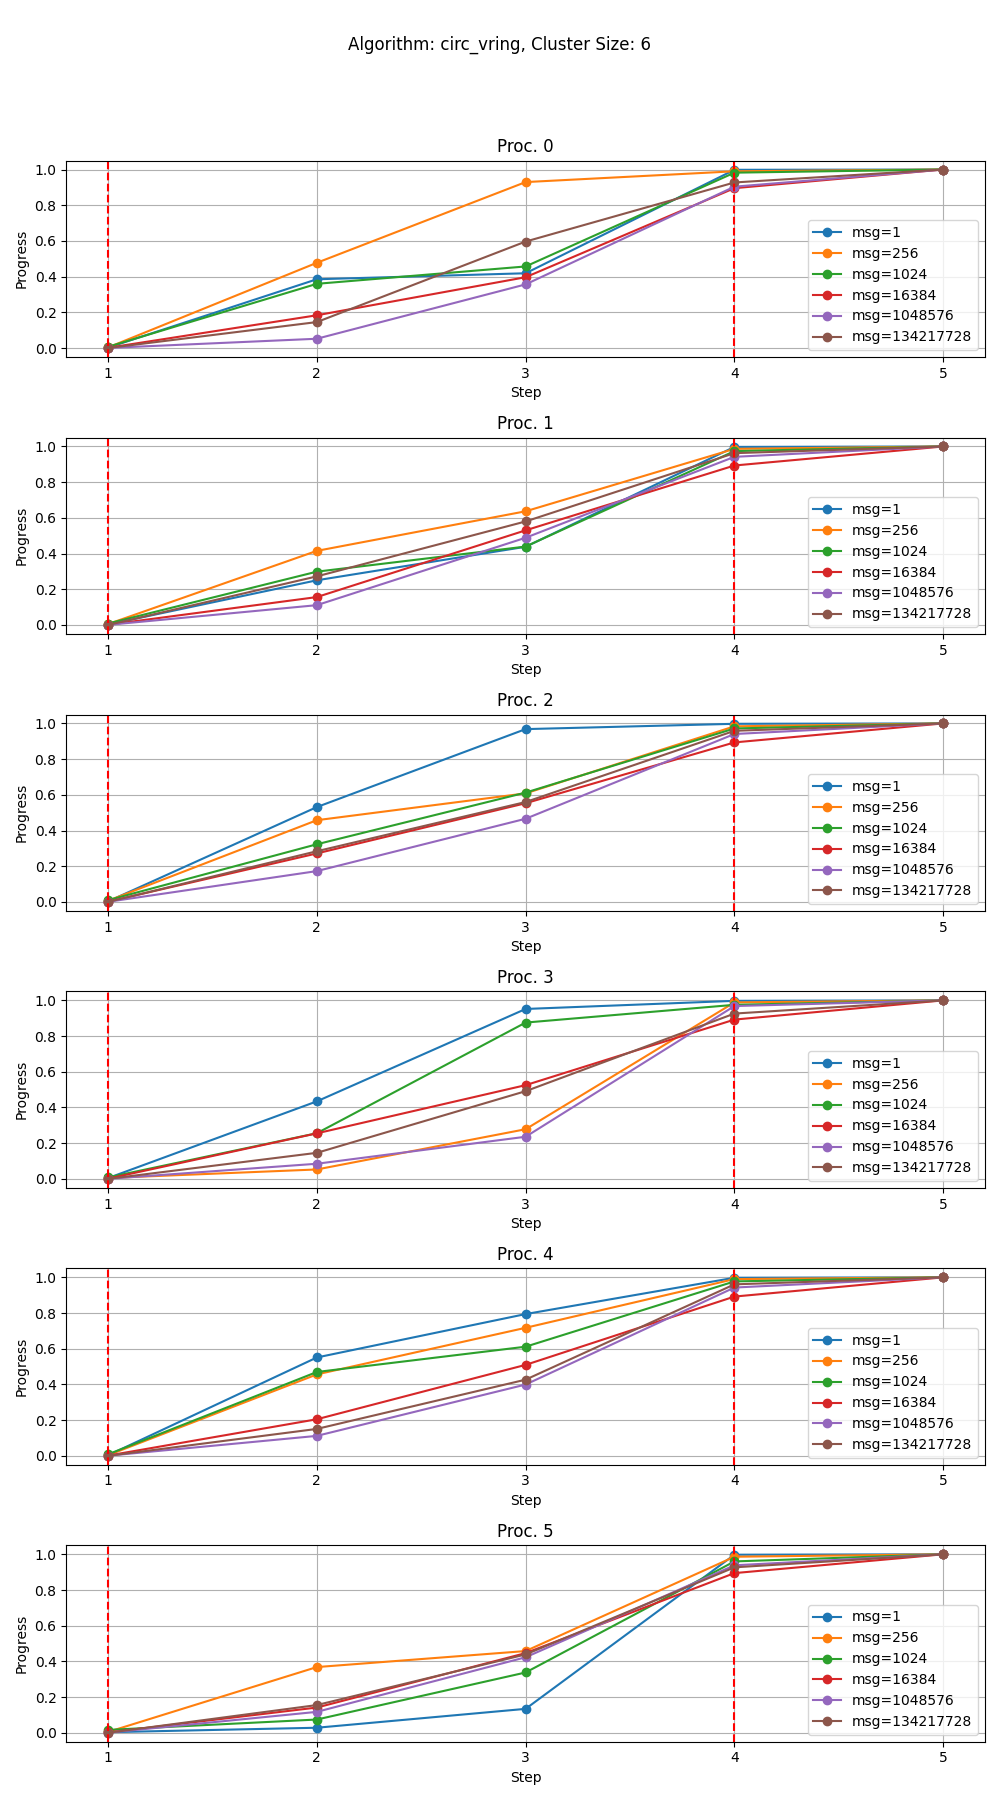 Algorithm: circ_vring, Cluster Size: 6
Proc. 0
Progress
1.0
0.8
0.6
0.4
0.2
0.0
msg=1
msg=256
msg=1024
msg=16384
msg=1048576
msg=134217728
1 2 3 4 5
Step
Proc. 1
Progress
1.0
0.8
0.6
0.4
0.2
0.0
msg=1
msg=256
msg=1024
msg=16384
msg=1048576
msg=134217728
1 2 3 4 5
Step
Proc. 2
Progress
1.0
0.8
0.6
0.4
0.2
0.0
msg=1
msg=256
msg=1024
msg=16384
msg=1048576
msg=134217728
1 2 3 4 5
Step
Proc. 3
Progress
1.0
0.8
0.6
0.4
0.2
0.0
msg=1
msg=256
msg=1024
msg=16384
msg=1048576
msg=134217728
1 2 3 4 5
Step
Proc. 4
Progress
1.0
0.8
0.6
0.4
0.2
0.0
msg=1
msg=256
msg=1024
msg=16384
msg=1048576
msg=134217728
1 2 3 4 5
Step
Proc. 5
Progress
1.0
0.8
0.6
0.4
0.2
0.0
msg=1
msg=256
msg=1024
msg=16384
msg=1048576
msg=134217728
1 2 3 4 5
Step